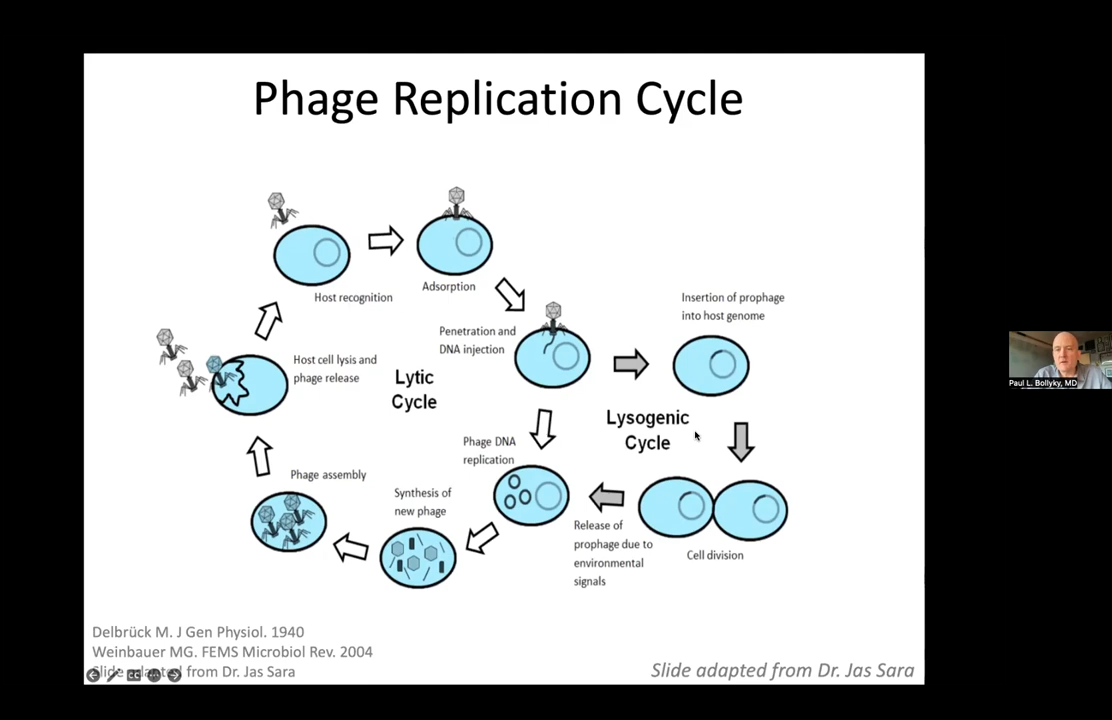 Phage Replication Cycle
Host recognition
Adsorption
Penetration and
DNA injection
Insertion of prophage
into host genome
Host cell lysis and
phage release
Lytic
Cycle
Lysogenic
Cycle
Phage DNA
replication
Phage assembly
Synthesis of
new phage
Release of
prophage due to
environmental
signals
Cell division
Delbrück M. J Gen Physiol. 1940
Weinbauer MG. FEMS Microbiol Rev. 2004
Slide adapted from Dr. Jas Sara
Slide adapted from Dr. Jas Sara
Paul L. Bollyky, MD